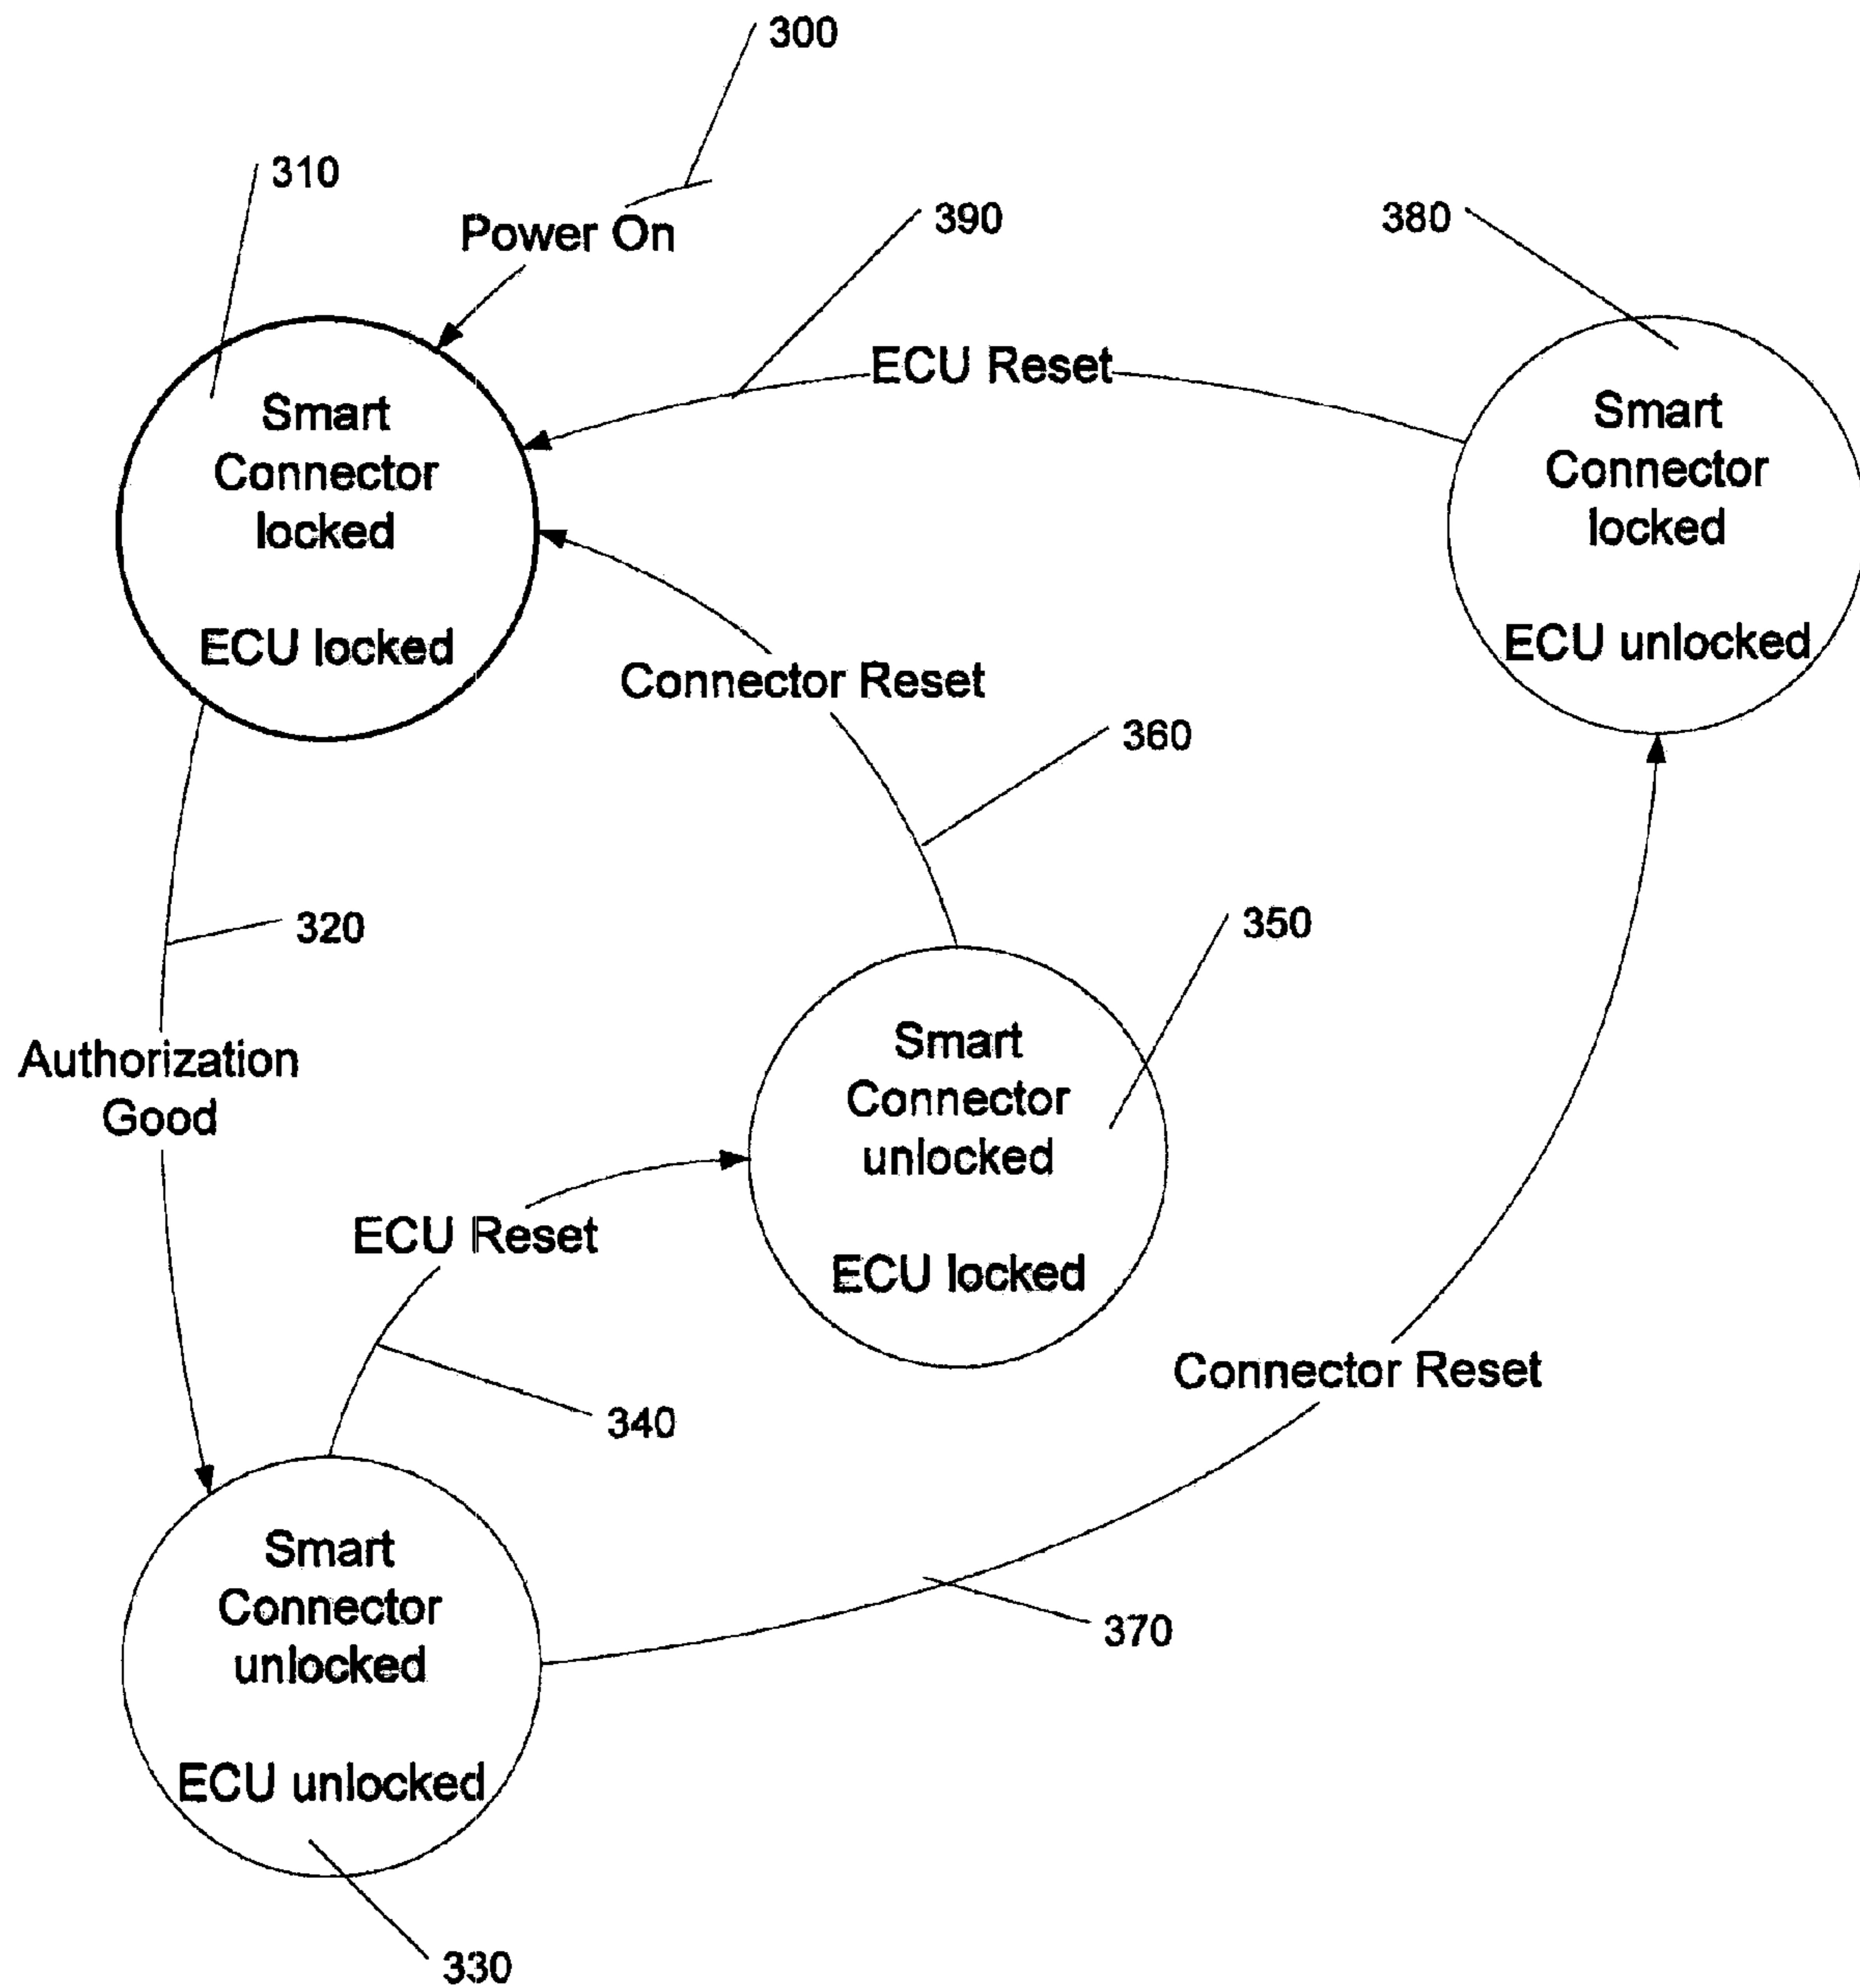 300
310
Power On
390
380
ECU Reset
Smart
Connector
locked
ECU locked
Smart
Connector
locked
ECU unlocked
Connector Reset
360
320
350
Authorization
Good
Smart
Connector
unlocked
ECU locked
ECU Reset
Connector Reset
340
Smart
Connector
unlocked
ECU unlocked
370
330